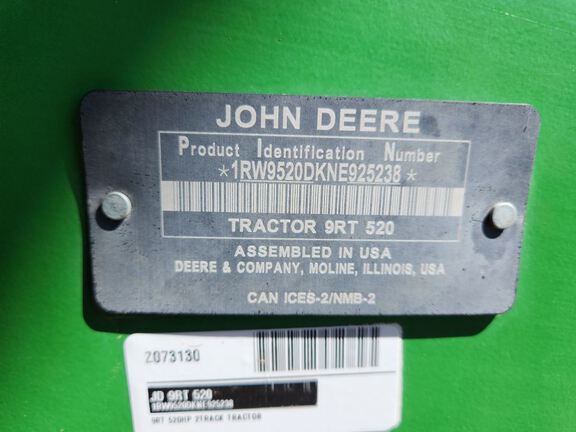 JOHN DEERE
Product Identification Number
*1RW9520DKNE925238*
TRACTOR 9RT 520
ASSEMBLED IN USA
DEERE & COMPANY, MOLINE, ILLINOIS, USA
CAN ICES-2/NMB-2
Z073130
JD 9RT 520
1RW9520DKNE925238
9RT 520HP 2TRACK TRACTOR